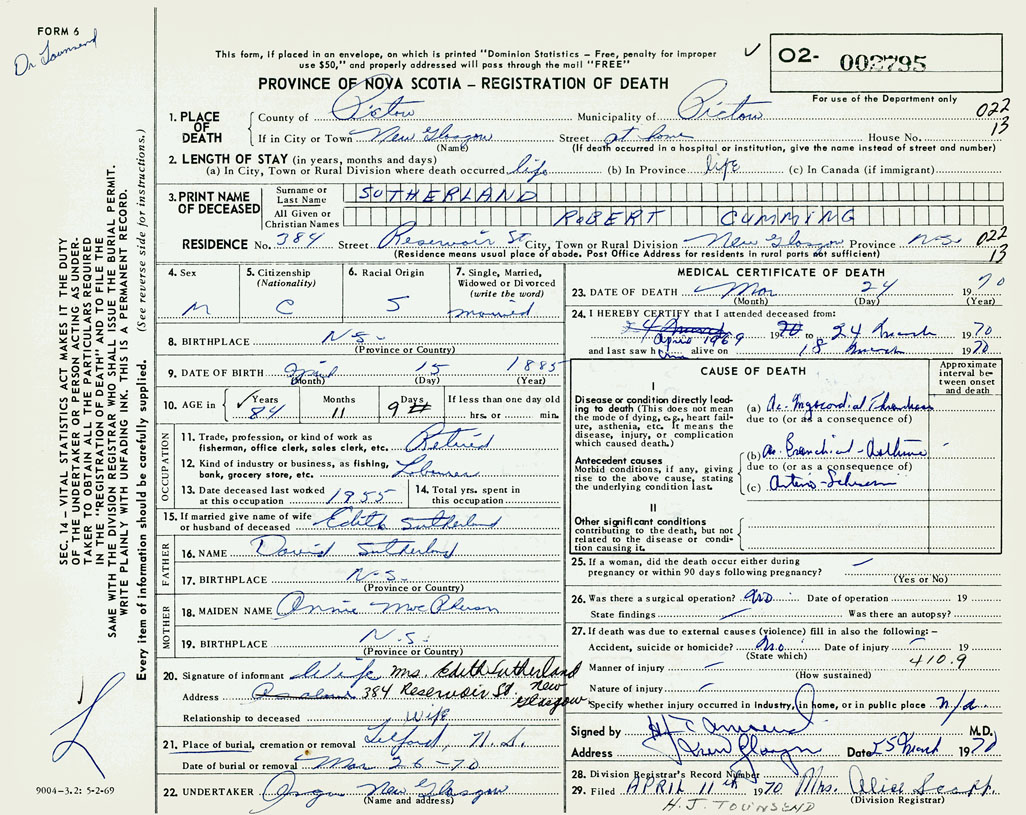 FORM 6
Dr Townsend
This form, if placed in an envelope, on which is printed "Dominion Statistics – Free, penalty for improper
use $50," and properly addressed will pass through the mail "FREE"
PROVINCE OF NOVA SCOTIA – REGISTRATION OF DEATH
O2- 002795
For use of the Department only
022
13
1. PLACE OF DEATH
County of Pictou Municipality of Pictou
If in City or Town New Glasgow Street at home House No.
(Name) (If death occurred in a hospital or institution, give the name instead of street and number)
2. LENGTH OF STAY (in years, months and days)
(a) In City, Town or Rural Division where death occurred life (b) In Province life (c) In Canada (if immigrant)
3. PRINT NAME OF DECEASED
Surname or Last Name SUTHERLAND
All Given or Christian Names ROBERT CUMMING
RESIDENCE No. 384 Street Reservoir St City, Town or Rural Division New Glasgow Province N.S. 022
13
(Residence means usual place of abode. Post Office Address for residents in rural parts not sufficient)
4. Sex M
5. Citizenship (Nationality) C
6. Racial Origin S
7. Single, Married, Widowed or Divorced (write the word) married
8. BIRTHPLACE N-S-
(Province or Country)
9. DATE OF BIRTH 15 1885
(Month) (Day) (Year)
10. AGE in Years 84 Months 11 Days 9 If less than one day old hrs. or min.
OCCUPATION
11. Trade, profession, or kind of work as fisherman, office clerk, sales clerk, etc. Retired
12. Kind of industry or business, as fishing, bank, grocery store, etc. Labourer
13. Date deceased last worked at this occupation 1955
14. Total yrs. spent in this occupation
15. If married give name of wife or husband of deceased Edith Sutherland
FATHER
16. NAME David Sutherland
17. BIRTHPLACE N-S-
(Province or Country)
MOTHER
18. MAIDEN NAME Annie
19. BIRTHPLACE N.S.
(Province or Country)
20. Signature of informant Wife Mrs. Edith Sutherland
Address 384 Reservoir St. New Glasgow
Relationship to deceased Wife
21. Place of burial, cremation or removal Telford, N.S.
Date of burial or removal Mar 26-70
22. UNDERTAKER New Glasgow
(Name and address)
MEDICAL CERTIFICATE OF DEATH
23. DATE OF DEATH Mar 24 1970
(Month) (Day) (Year)
24. I HEREBY CERTIFY that I attended deceased from:
April 1969 to 24 March 1970
and last saw him alive on 18 March 1970
CAUSE OF DEATH
Approximate interval between onset and death
I
Disease or condition directly leading to death (This does not mean the mode of dying, e.g., heart failure, asthenia, etc. It means the disease, injury, or complication which caused death.)
(a) Ac. Myocardial
due to (or as a consequence of)
Antecedent causes
Morbid conditions, if any, giving rise to the above cause, stating the underlying condition last.
(b) Bronchial-Asthma
due to (or as a consequence of)
(c)
II
Other significant conditions contributing to the death, but not related to the disease or condition causing it.
25. If a woman, did the death occur either during pregnancy or within 90 days following pregnancy? –
(Yes or No)
26. Was there a surgical operation? no Date of operation 19
State findings – Was there an autopsy?
27. If death was due to external causes (violence) fill in also the following:–
Accident, suicide or homicide? no. Date of injury – 19
(State which) 410.9
Manner of injury –
(How sustained)
Nature of injury –
Specify whether injury occurred in industry, in home, or in public place n/a
Signed by M.D.
Address New Glasgow Date 25 March 1970
28. Division Registrar's Record Number
29. Filed APRIL 11th 1970 Mrs. Alice
(Division Registrar)
H. J. TOWNSEND
SEC. 14 – VITAL STATISTICS ACT MAKES IT THE DUTY
OF THE UNDERTAKER OR PERSON ACTING AS UNDER-
TAKER TO OBTAIN ALL THE PARTICULARS REQUIRED
IN THE "REGISTRATION OF DEATH" AND TO FILE THE
SAME WITH THE DIVISION REGISTRAR WHO SHALL ISSUE THE BURIAL PERMIT.
WRITE PLAINLY WITH UNFADING INK. THIS IS A PERMANENT RECORD.
Every item of information should be carefully supplied. (See reverse side for instructions.)
9004-3.2: 5-2-69